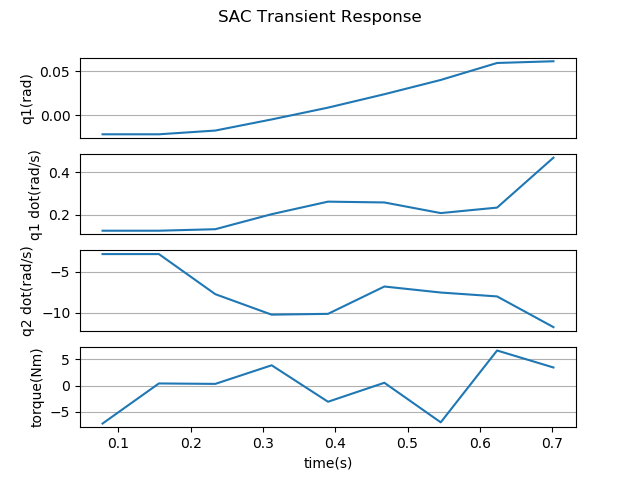 SAC Transient Response
q1(rad)
0.05
0.00
q1 dot(rad/s)
0.4
0.2
q2 dot(rad/s)
−5
−10
torque(Nm)
5
0
−5
0.1 0.2 0.3 0.4 0.5 0.6 0.7
time(s)